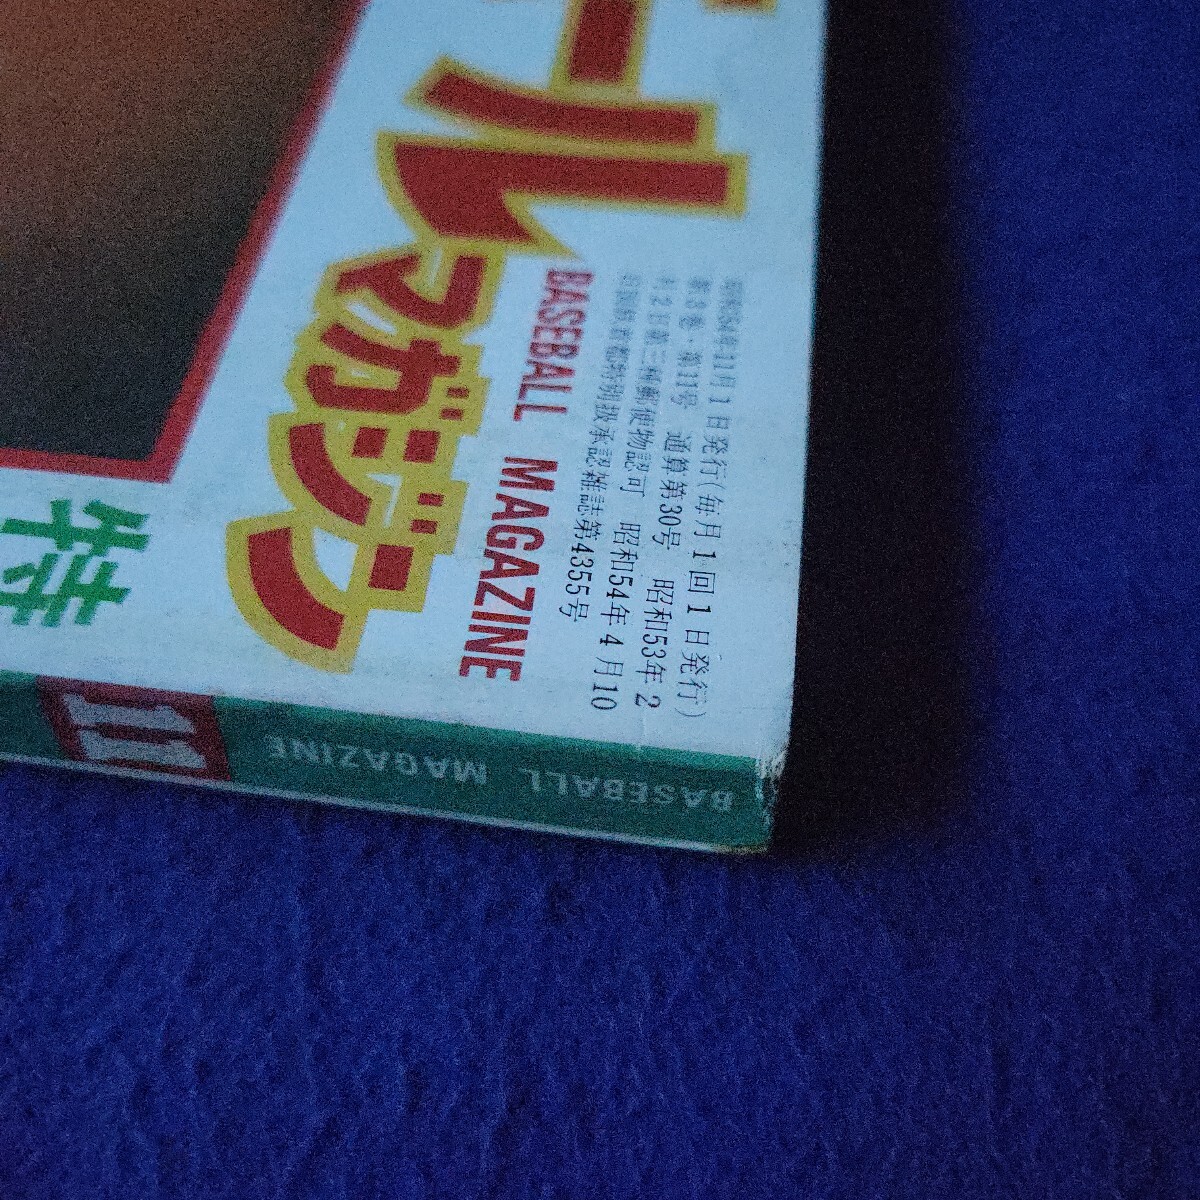 ール
マガジン
BASEBALL MAGAZINE
昭和54年11月1日発行(毎月1回1日発行)
第3巻・第11号 通算第30号 昭和53年2
月2日第三種郵便物認可 昭和54年4月10
日国鉄首都特別扱承認雑誌第4355号
特
11
BASEBALL MAGAZINE